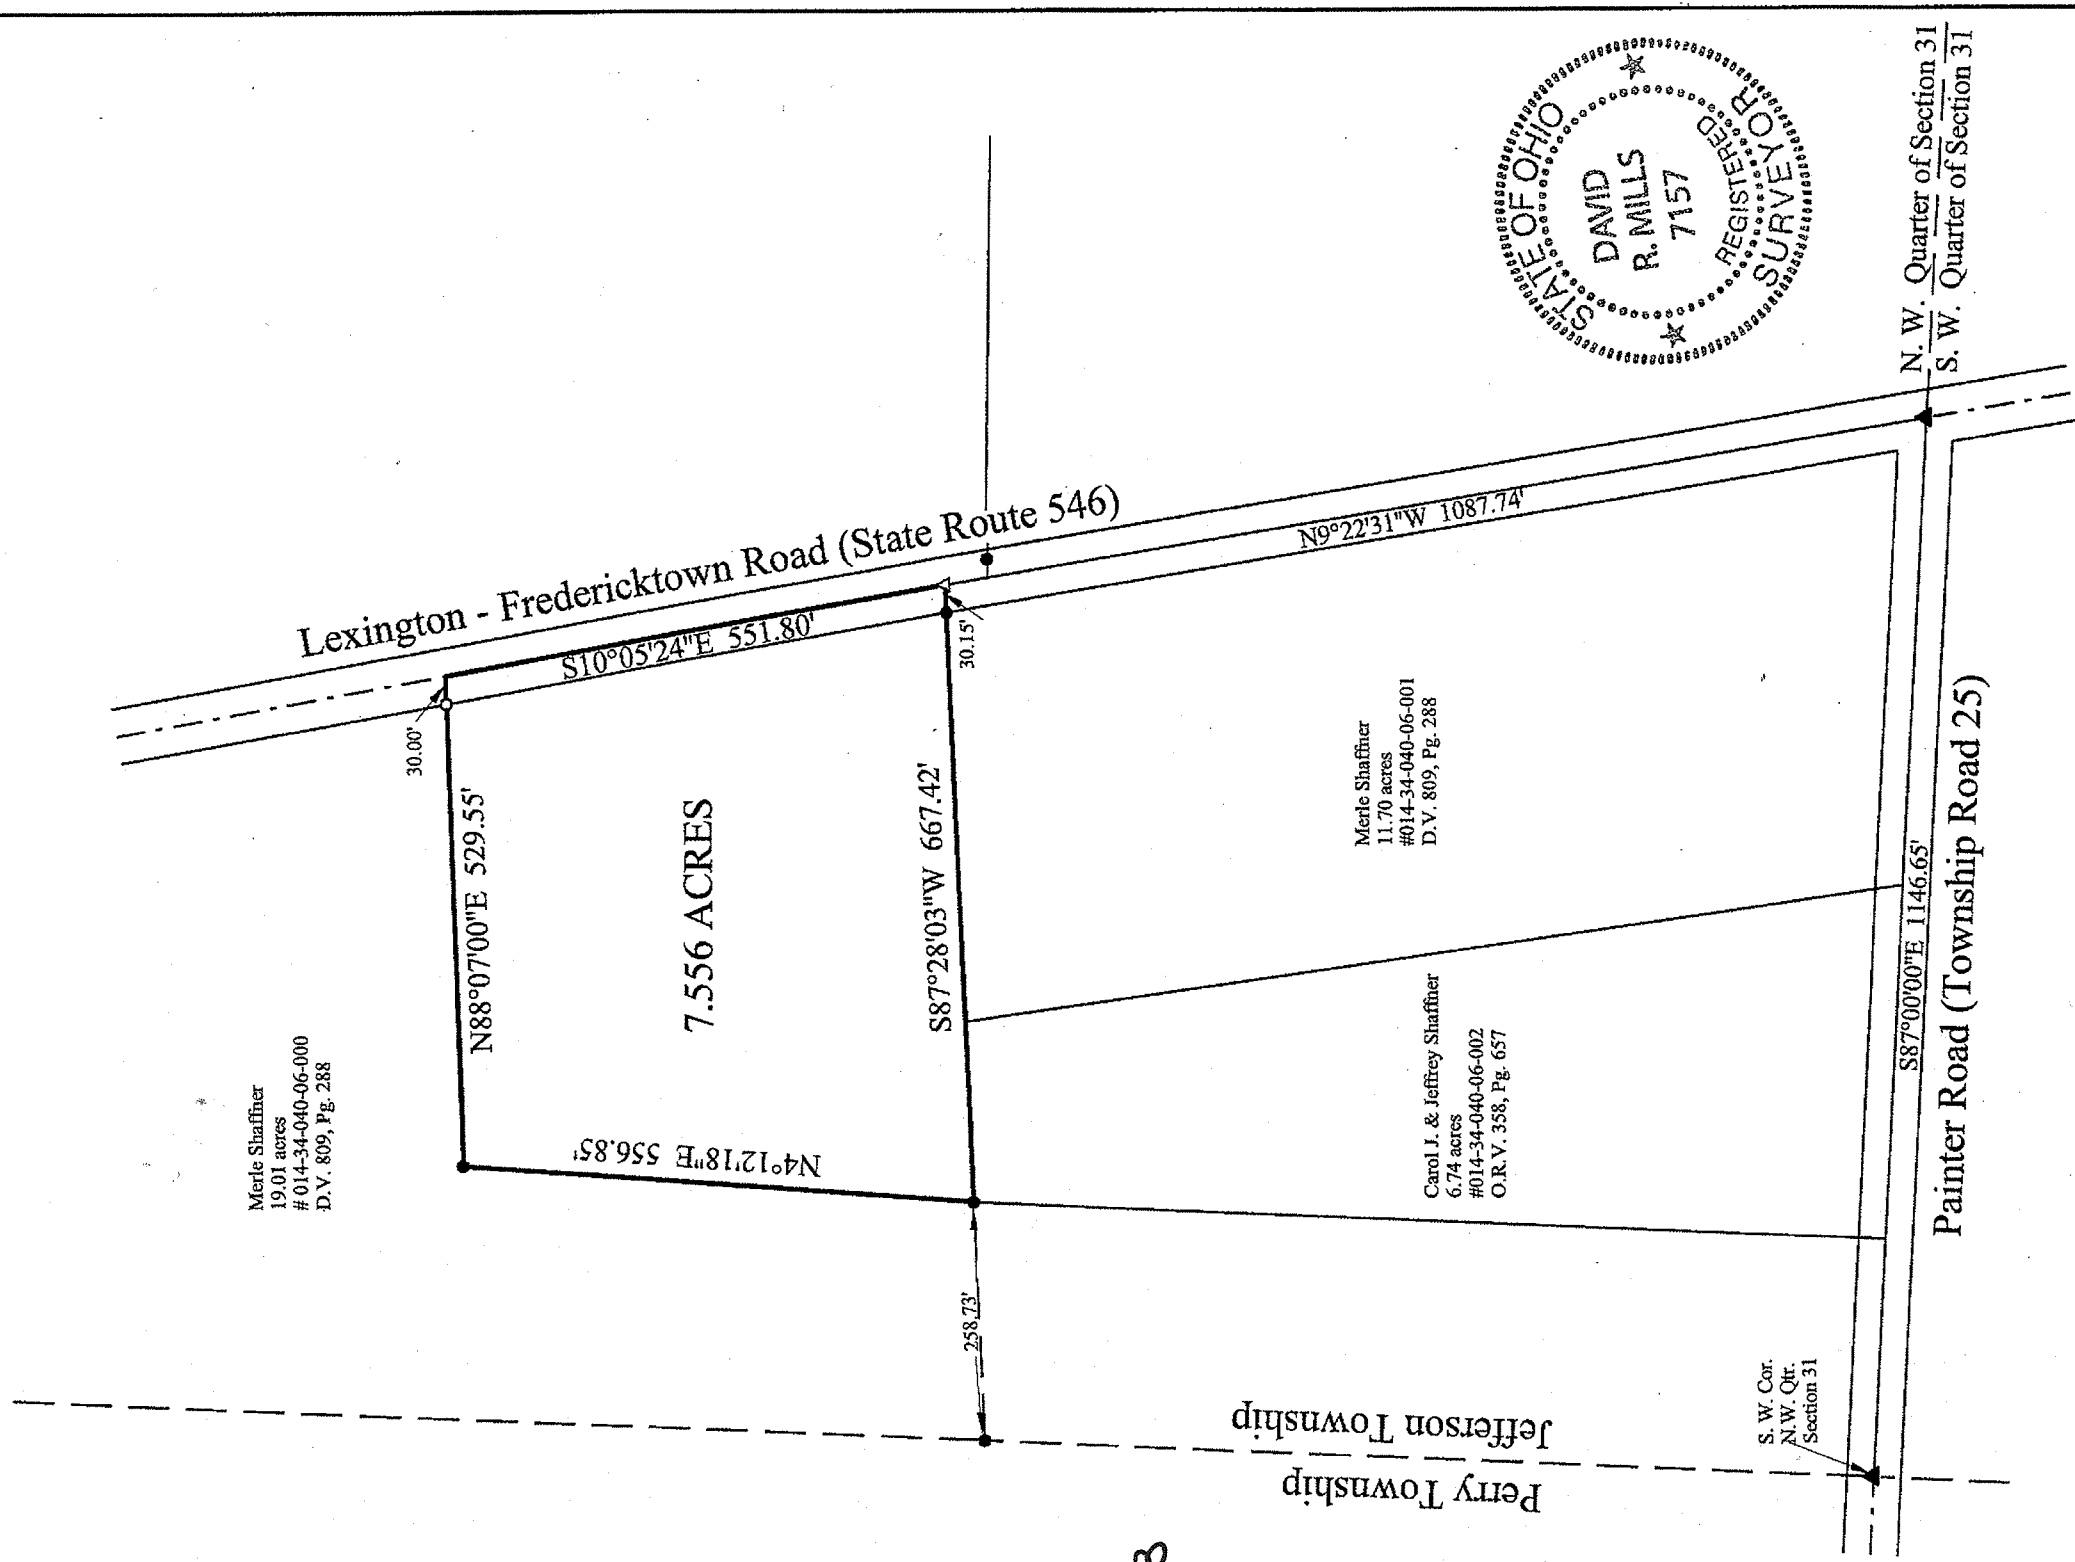 Lexington - Fredericktown Road (State Route 546)
N. W. Quarter of Section 31
S. W. Quarter of Section 31
STATE OF OHIO
DAVID
R. MILLS
7157
REGISTERED
SURVEYOR
30.00'
S10°05'24"E 551.80'
30.15'
N9°22'31"W 1087.74'
N88°07'00"E 529.55'
7.556 ACRES
S87°28'03"W 667.42'
N4°12'18"E 556.85'
Merle Shaffner
19.01 acres
# 014-34-040-06-000
D.V. 809, Pg. 288
Merle Shaffner
11.70 acres
#014-34-040-06-001
D.V. 809, Pg. 288
Carol J. & Jeffrey Shaffner
6.74 acres
#014-34-040-06-002
O.R.V. 358, Pg. 657
S87°00'00"E 1146.65'
Painter Road (Township Road 25)
258.73'
Jefferson Township
Perry Township
S. W. Cor.
N.W. Qtr.
Section 31